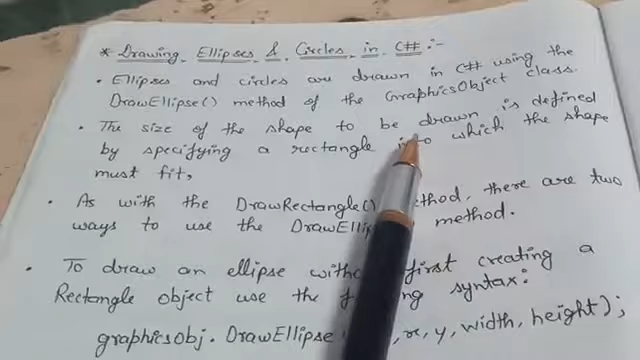 * Drawing Ellipses & Circles in C## :-
• Ellipses and circles are drawn in C## using the
DrawEllipse() method of the GraphicsObject class.
• The size of the shape to be drawn is defined
by specifying a rectangle into which the shape
must fit,
• As with the DrawRectangle() there are two
ways to use the method.
• To draw an ellipse first creating a
Rectangle object use the syntax:
graphicsobj. DrawEllipse , y, width, height);